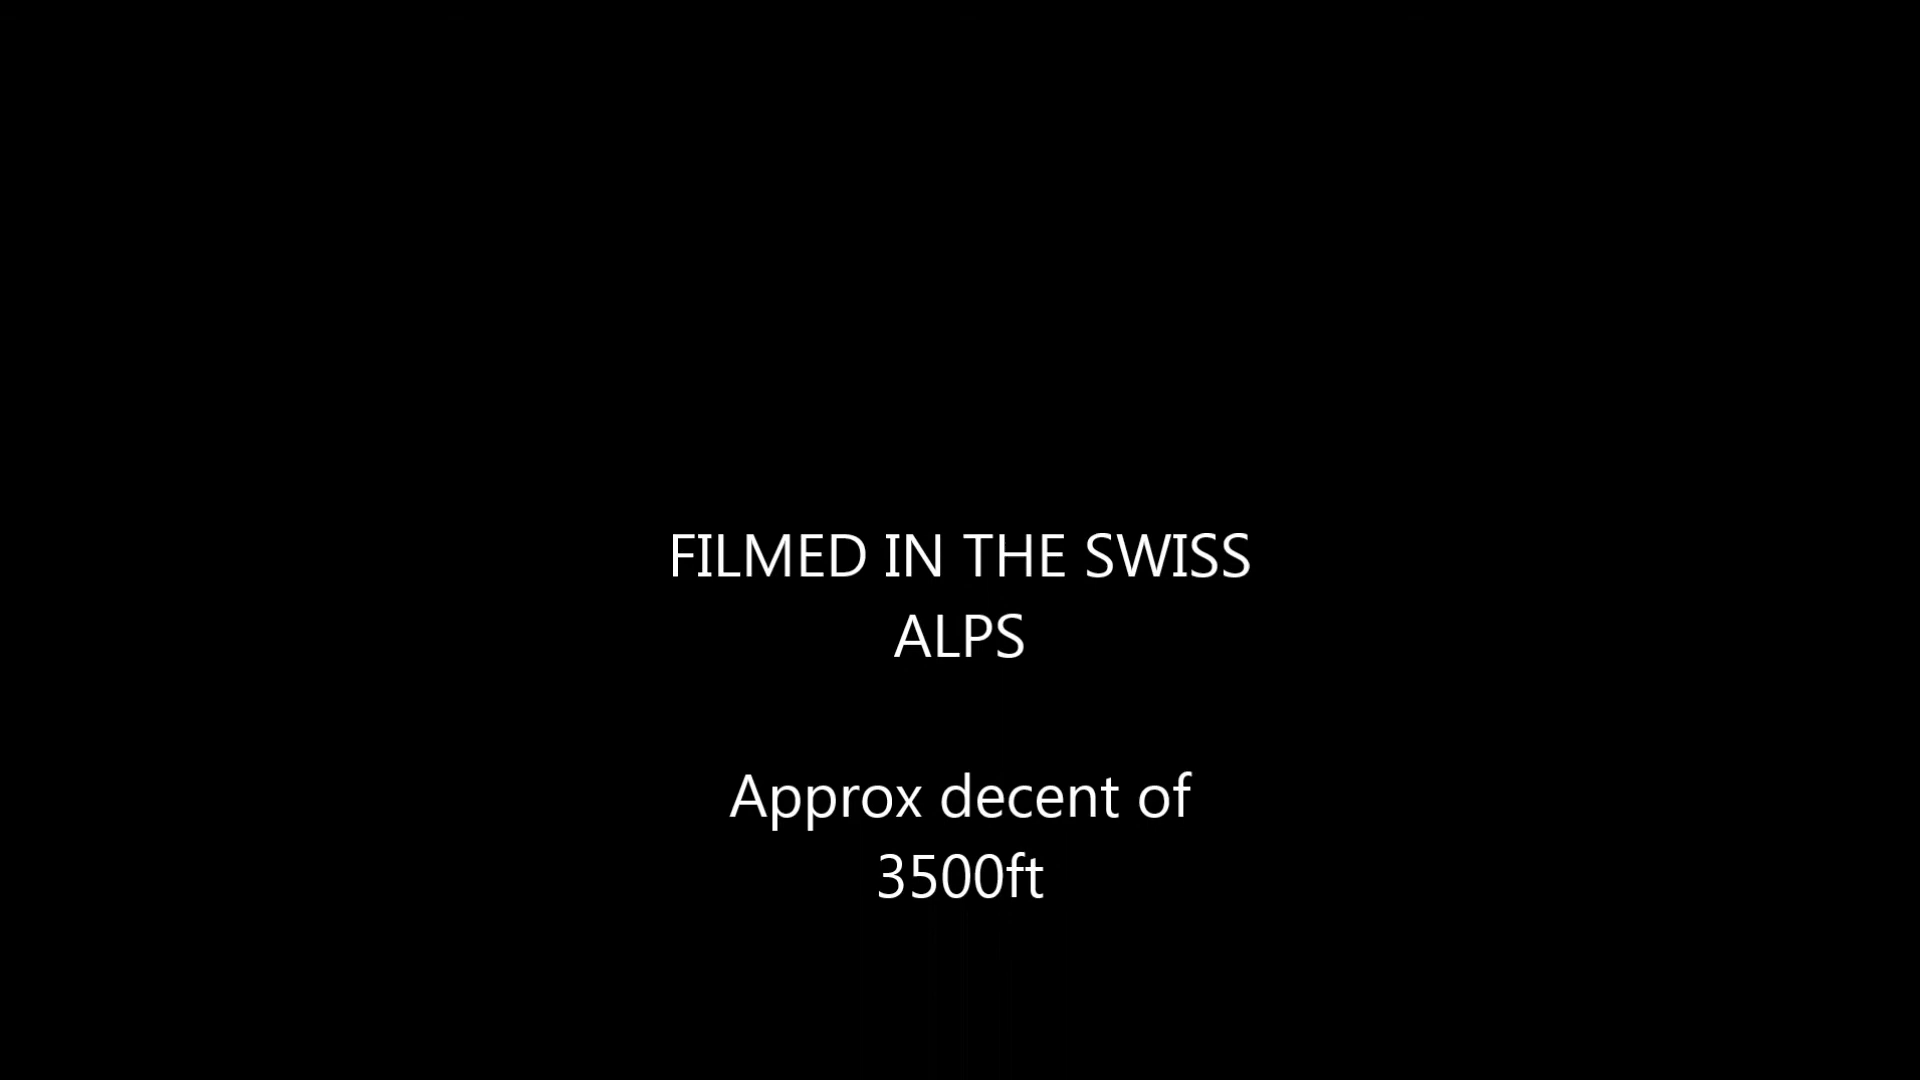 FILMED IN THE SWISS
ALPS
Approx decent of
3500ft